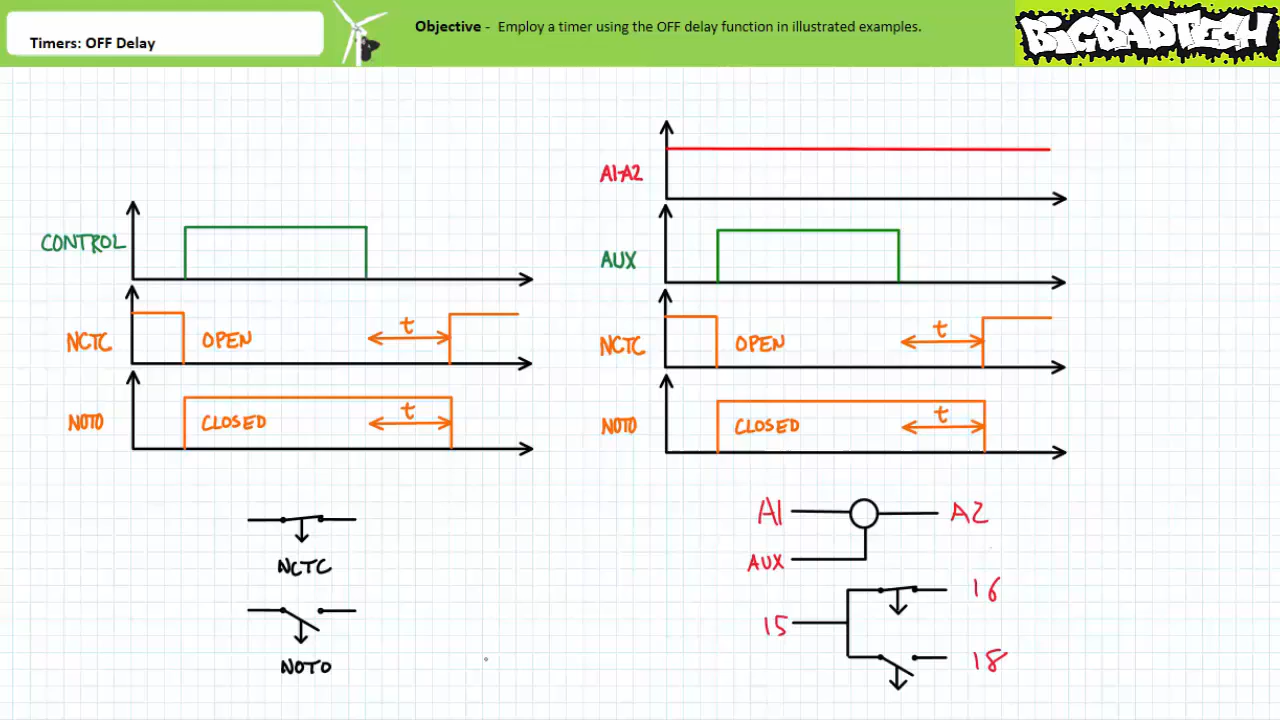 Timers: OFF Delay
Objective - Employ a timer using the OFF delay function in illustrated examples.
BIGBADTECH
CONTROL
NCTC
OPEN
t
NOTO
CLOSED
t
NCTC
NOTO
A1-A2
AUX
NCTC
OPEN
t
NOTO
CLOSED
t
A1
A2
AUX
15
16
18